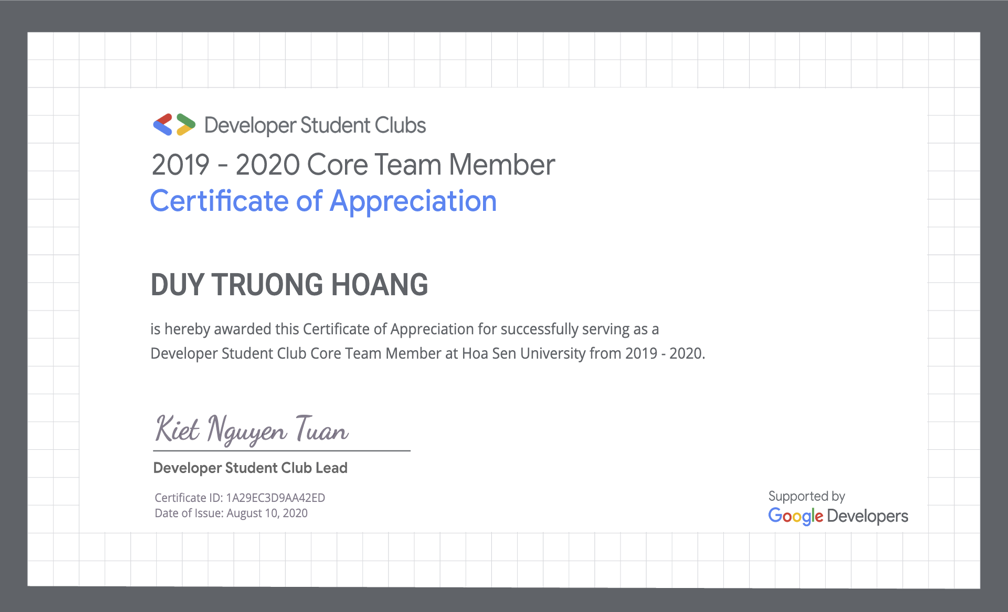 Developer Student Clubs
2019 - 2020 Core Team Member
Certificate of Appreciation
DUY TRUONG HOANG
is hereby awarded this Certificate of Appreciation for successfully serving as a
Developer Student Club Core Team Member at Hoa Sen University from 2019 - 2020.
Kiet Nguyen Tuan
Developer Student Club Lead
Certificate ID: 1A29EC3D9AA42ED
Date of Issue: August 10, 2020
Supported by
Google Developers